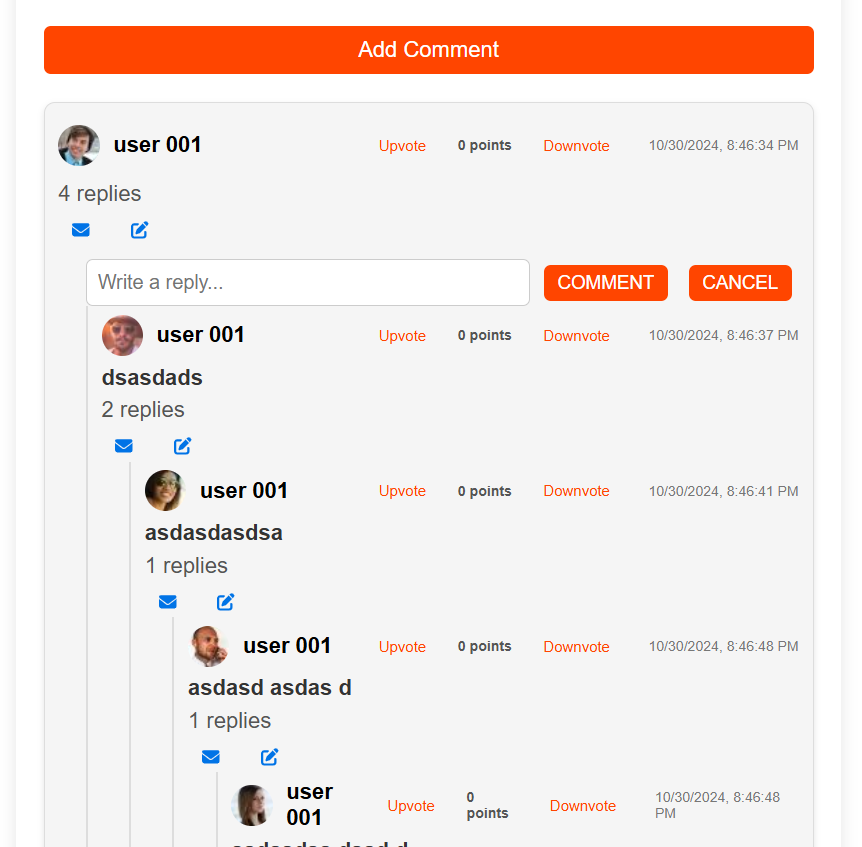 Add Comment
user 001 Upvote 0 points Downvote 10/30/2024, 8:46:34 PM
4 replies
Write a reply... COMMENT CANCEL
user 001 Upvote 0 points Downvote 10/30/2024, 8:46:37 PM
dsasdads
2 replies
user 001 Upvote 0 points Downvote 10/30/2024, 8:46:41 PM
asdasdasdsa
1 replies
user 001 Upvote 0 points Downvote 10/30/2024, 8:46:48 PM
asdasd asdas d
1 replies
user
001
Upvote
0
points
Downvote
10/30/2024, 8:46:48
PM